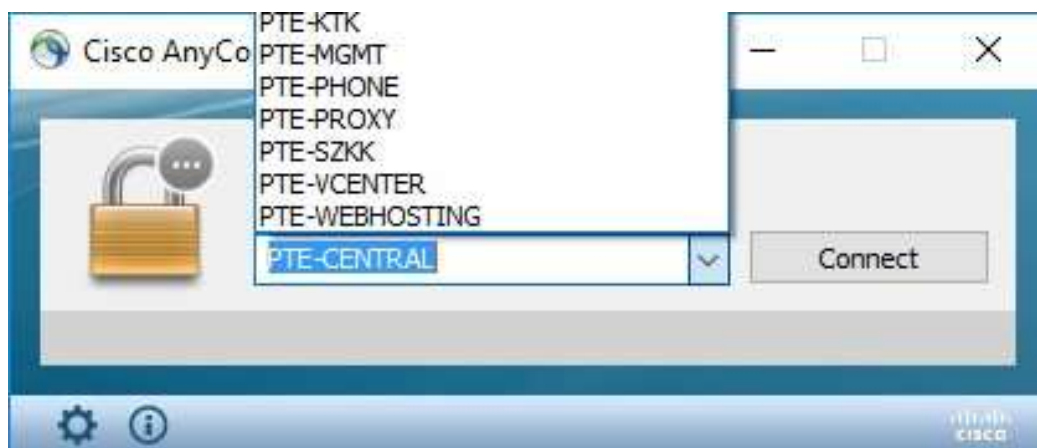 PTE-KTK
Cisco AnyCo
PTE-MGMT
PTE-PHONE
PTE-PROXY
PTE-SZKK
PTE-VCENTER
PTE-WEBHOSTING
PTE-CENTRAL
Connect
cisco